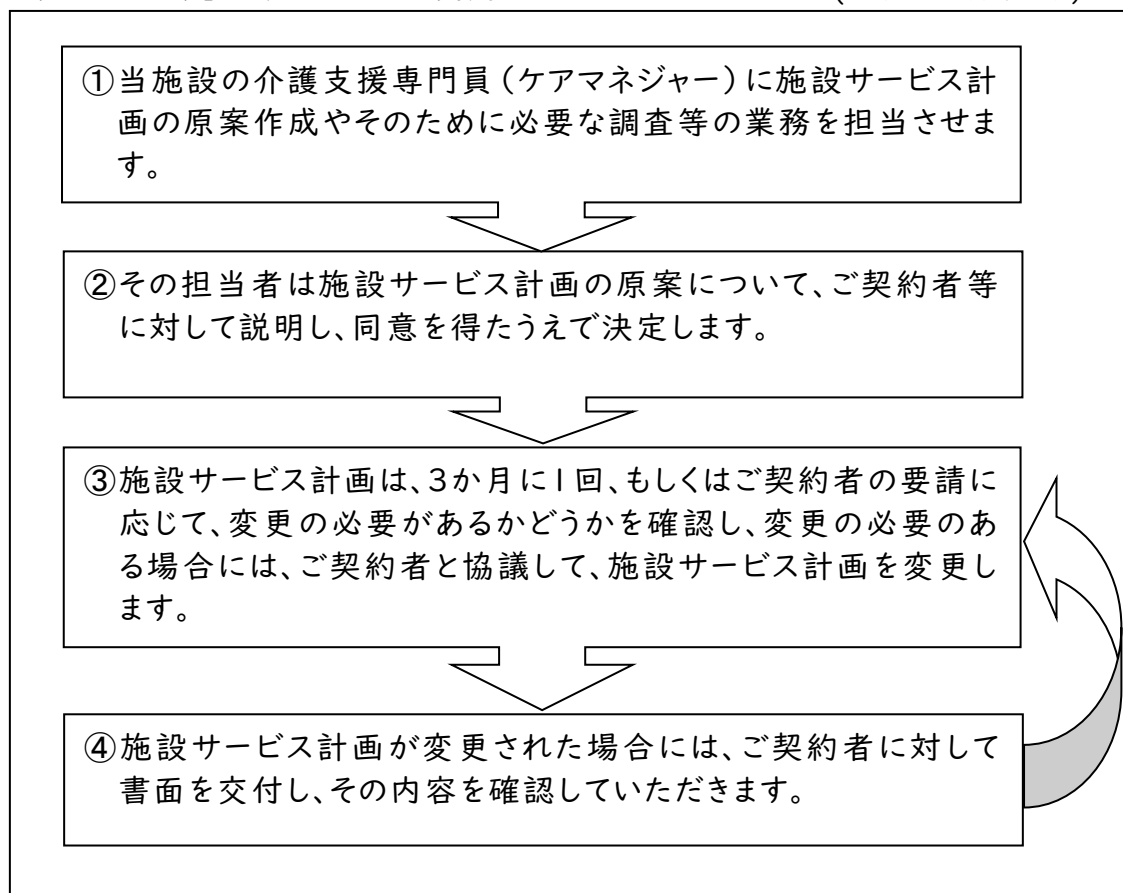 ①当施設の介護支援専門員(ケアマネジャー)に施設サービス計
画の原案作成やそのために必要な調査等の業務を担当させま
す。
②その担当者は施設サービス計画の原案について、ご契約者等
に対して説明し、同意を得たうえで決定します。
③施設サービス計画は、3か月に1回、もしくはご契約者の要請に
応じて、変更の必要があるかどうかを確認し、変更の必要のあ
る場合には、ご契約者と協議して、施設サービス計画を変更し
ます。
④施設サービス計画が変更された場合には、ご契約者に対して
書面を交付し、その内容を確認していただきます。